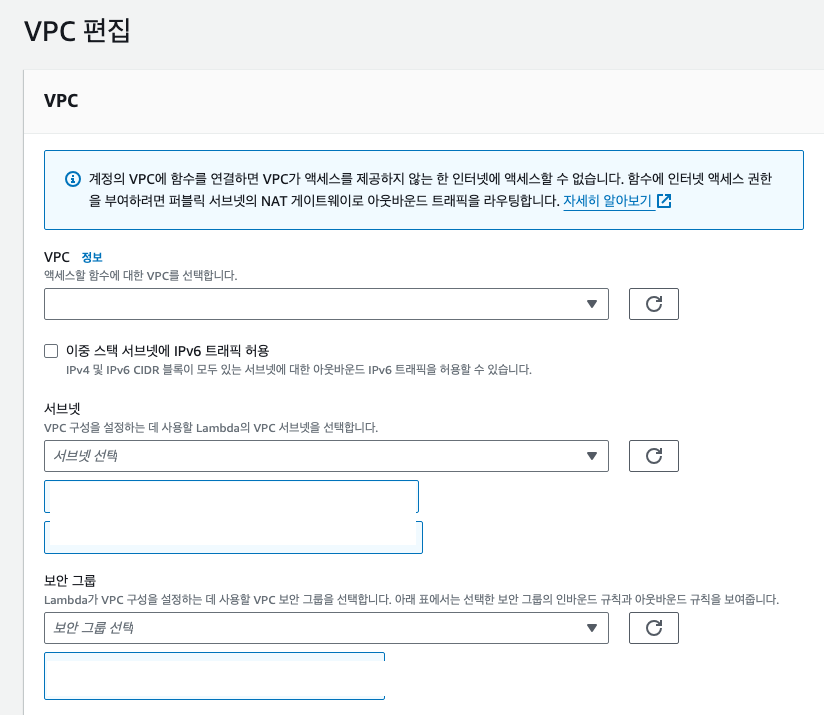 VPC 편집
VPC
계정의 VPC에 함수를 연결하면 VPC가 액세스를 제공하지 않는 한 인터넷에 액세스할 수 없습니다. 함수에 인터넷 액세스 권한
을 부여하려면 퍼블릭 서브넷의 NAT 게이트웨이로 아웃바운드 트래픽을 라우팅합니다. 자세히 알아보기
VPC 정보
액세스할 함수에 대한 VPC를 선택합니다.
이중 스택 서브넷에 IPv6 트래픽 허용
IPv4 및 IPv6 CIDR 블록이 모두 있는 서브넷에 대한 아웃바운드 IPv6 트래픽을 허용할 수 있습니다.
서브넷
VPC 구성을 설정하는 데 사용할 Lambda의 VPC 서브넷을 선택합니다.
서브넷 선택
보안 그룹
Lambda가 VPC 구성을 설정하는 데 사용할 VPC 보안 그룹을 선택합니다. 아래 표에서는 선택한 보안 그룹의 인바운드 규칙과 아웃바운드 규칙을 보여줍니다.
보안 그룹 선택